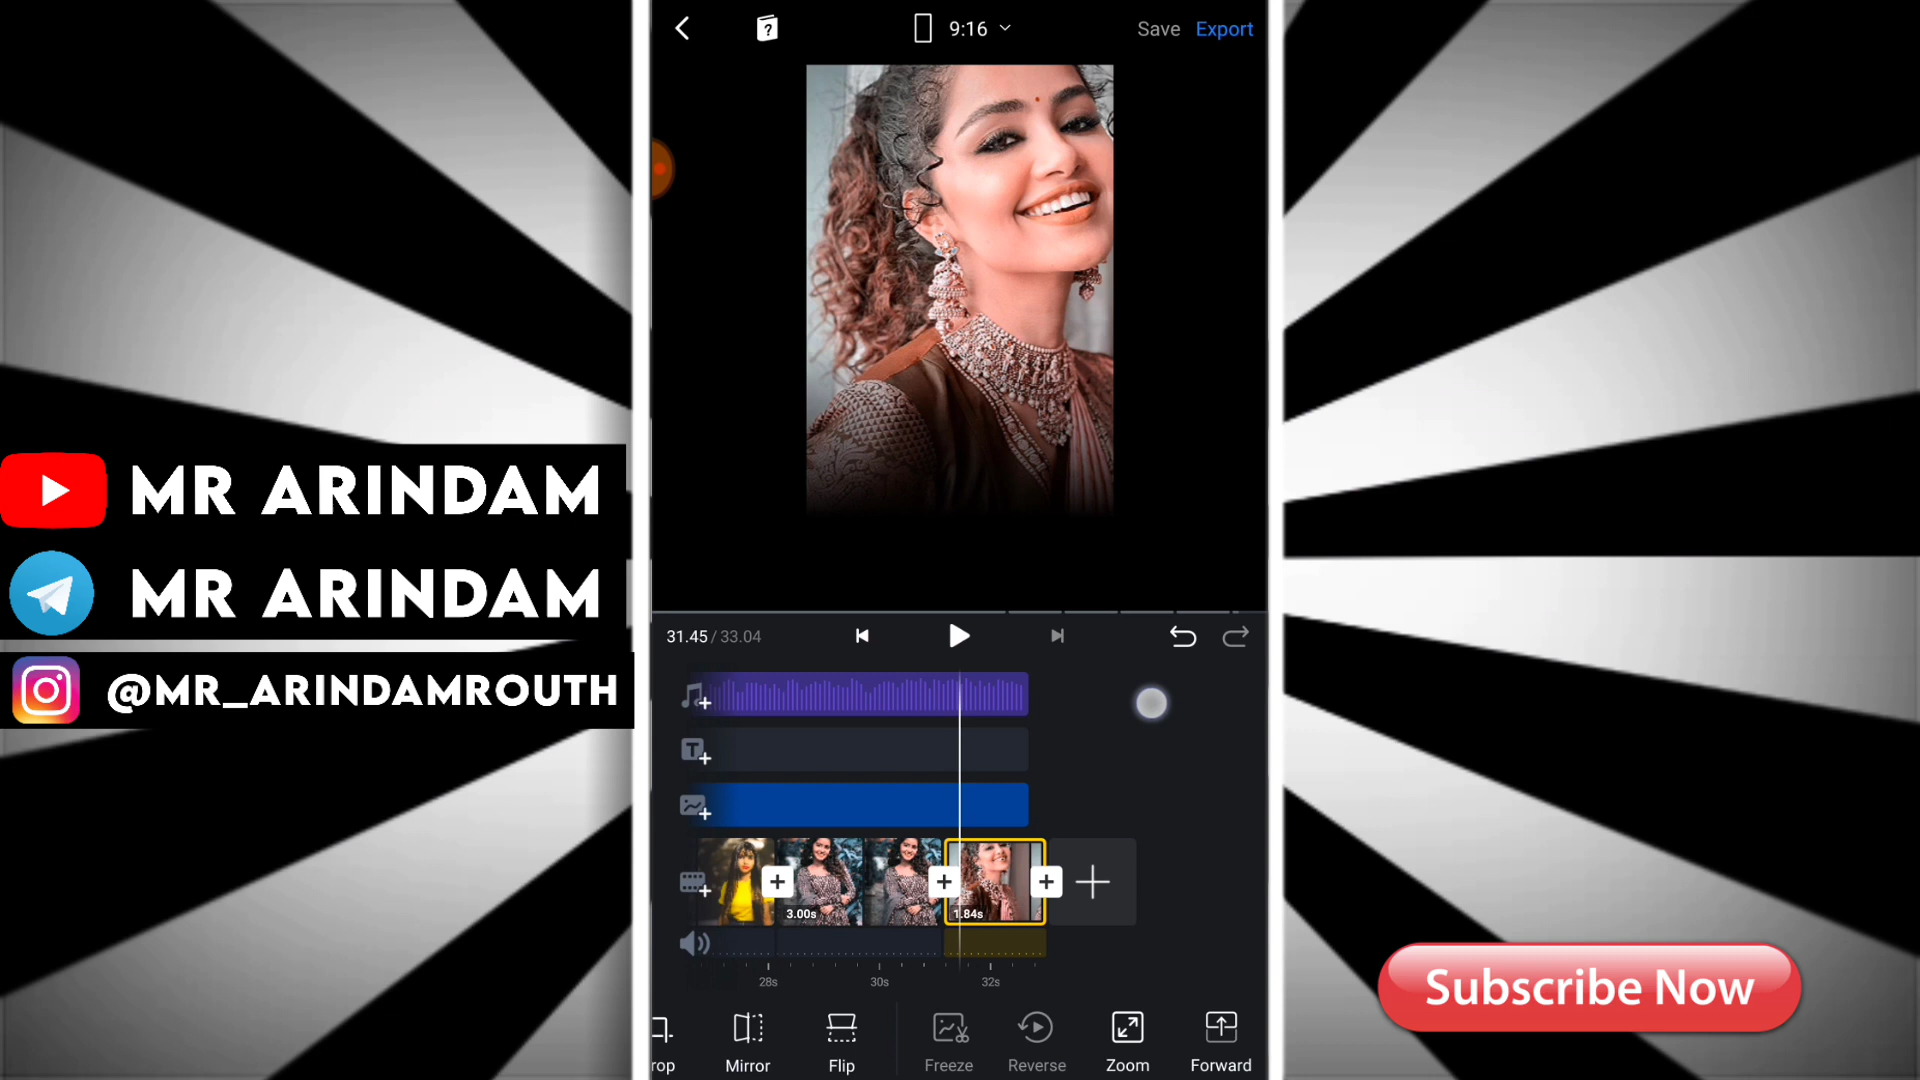 9:16
Save
Export
MR ARINDAM
MR ARINDAM
@MR_ARINDAMROUTH
31.45 / 33.04
3.00s
1.84s
28s
30s
32s
rop
Mirror
Flip
Freeze
Reverse
Zoom
Forward
Subscribe Now